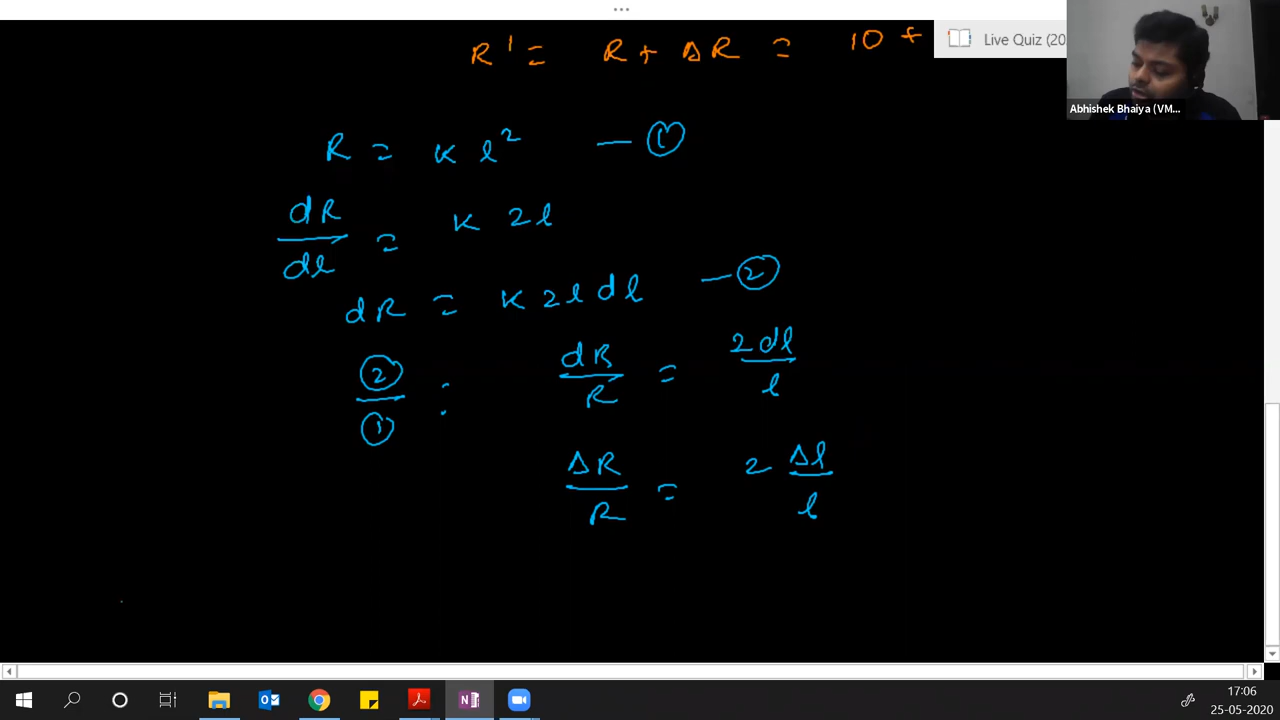 R' = R + ΔR = 10 +
Live Quiz (20
Abhishek Bhaiya (VM...
R = K l² — ①
dR/dl = K 2l
dR = K 2l dl — ②
②/① : dR/R = 2dl/l
ΔR/R = 2 Δl/l
17:06
25-05-2020